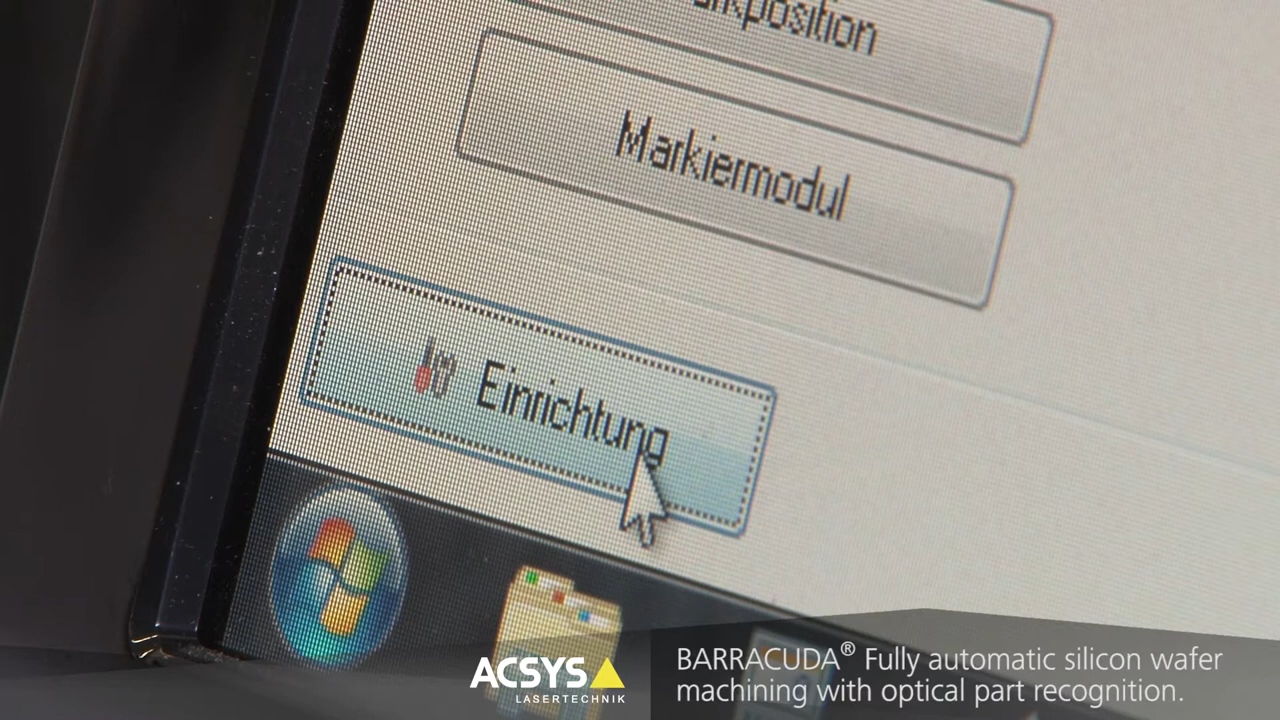 Markiermodul
Einrichtung
ACSYS
LASERTECHNIK
BARRACUDA® Fully automatic silicon wafer
machining with optical part recognition.